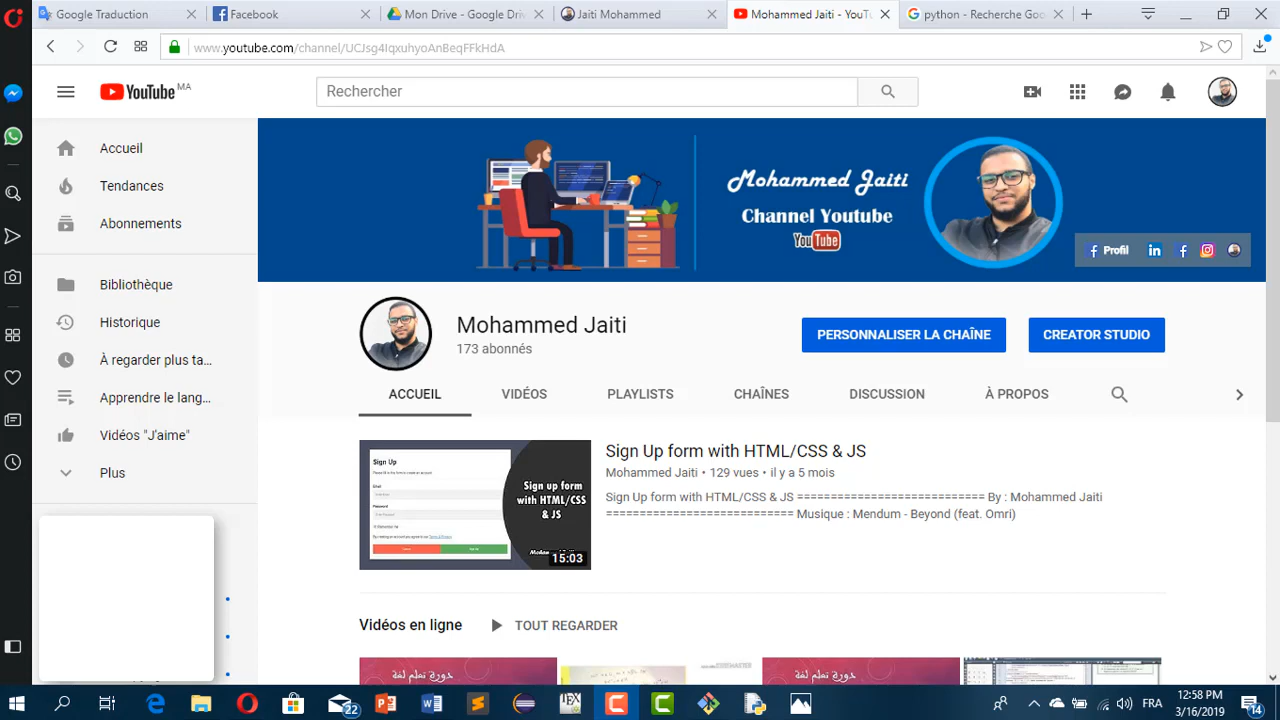 Google Traduction
Facebook
Mon Drive - Google Driv
Jaiti Mohammed
Mohammed Jaiti - YouTu
python - Recherche Goo
www.youtube.com/channel/UCJsg4IqxuhyoAnBeqFFkHdA
YouTube MA
Rechercher
Accueil
Tendances
Abonnements
Bibliothèque
Historique
À regarder plus ta...
Apprendre le lang...
Vidéos "J'aime"
Plus
Mohammed Jaiti
Channel Youtube
YouTube
Profil
Mohammed Jaiti
173 abonnés
PERSONNALISER LA CHAÎNE
CREATOR STUDIO
ACCUEIL
VIDÉOS
PLAYLISTS
CHAÎNES
DISCUSSION
À PROPOS
Sign Up
Email
Password
Sign up form
with HTML/CSS
& JS
15:03
Sign Up form with HTML/CSS & JS
Mohammed Jaiti • 129 vues • il y a 5 mois
Sign Up form with HTML/CSS & JS =========================== By : Mohammed Jaiti
=========================== Musique : Mendum - Beyond (feat. Omri)
Vidéos en ligne
TOUT REGARDER
دورة تعلم لغة
دورة تعلم لغة
22
FRA
12:58 PM
3/16/2019
14